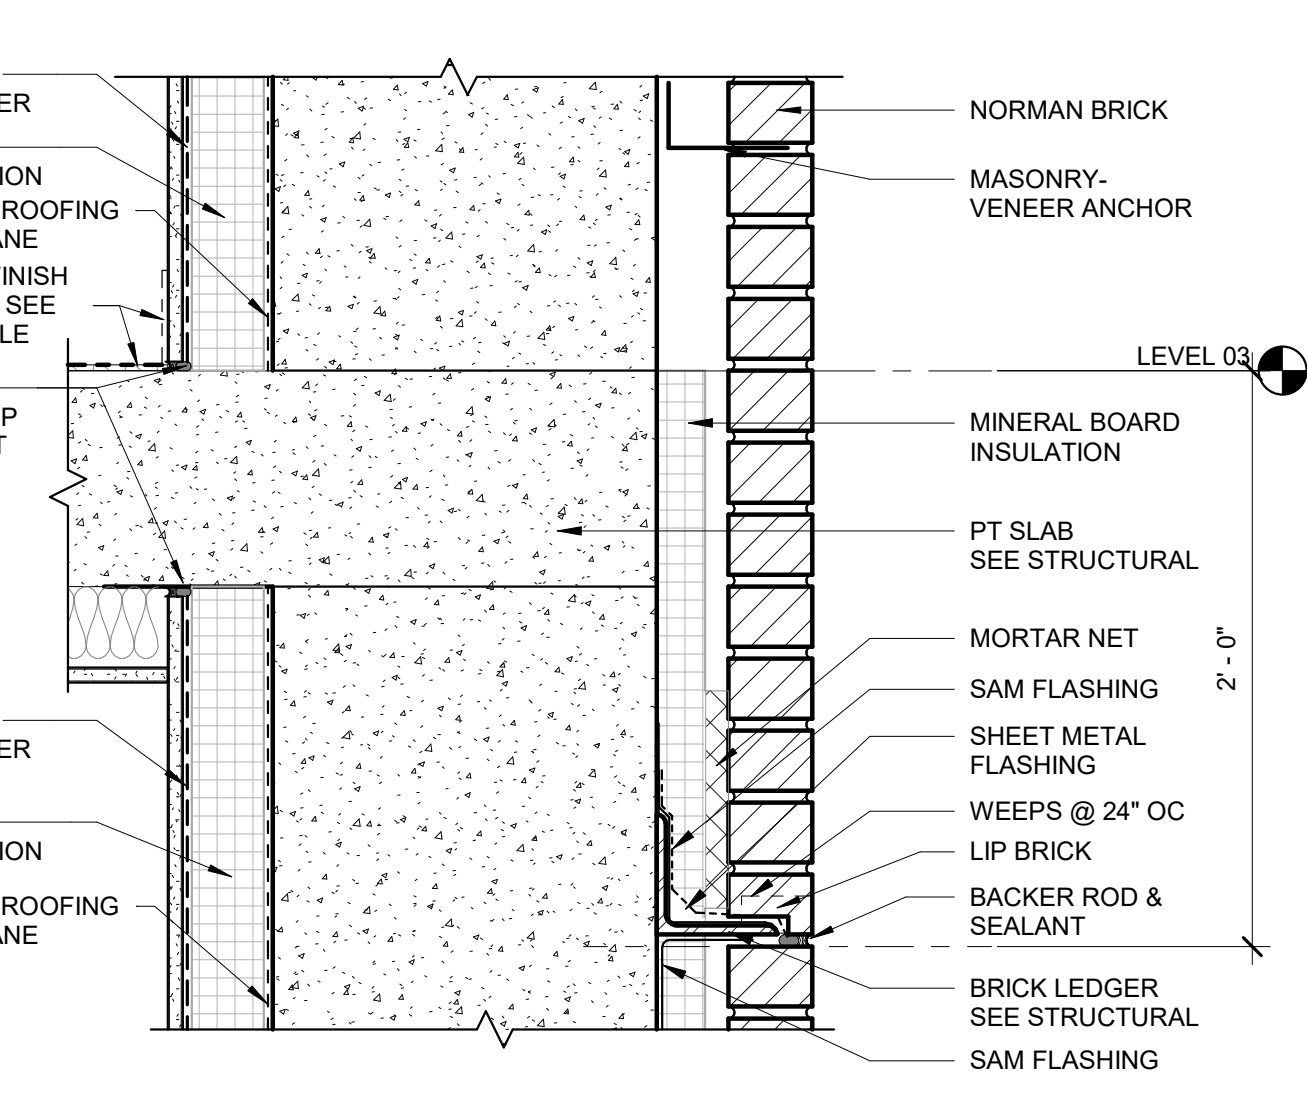 ER
ION
ROOFING
ANE
FINISH
SEE
LE
P
T
ER
ION
ROOFING
ANE
NORMAN BRICK
MASONRY-
VENEER ANCHOR
LEVEL 03
MINERAL BOARD
INSULATION
PT SLAB
SEE STRUCTURAL
2' - 0"
MORTAR NET
SAM FLASHING
SHEET METAL
FLASHING
WEEPS @ 24" OC
LIP BRICK
BACKER ROD &
SEALANT
BRICK LEDGER
SEE STRUCTURAL
SAM FLASHING